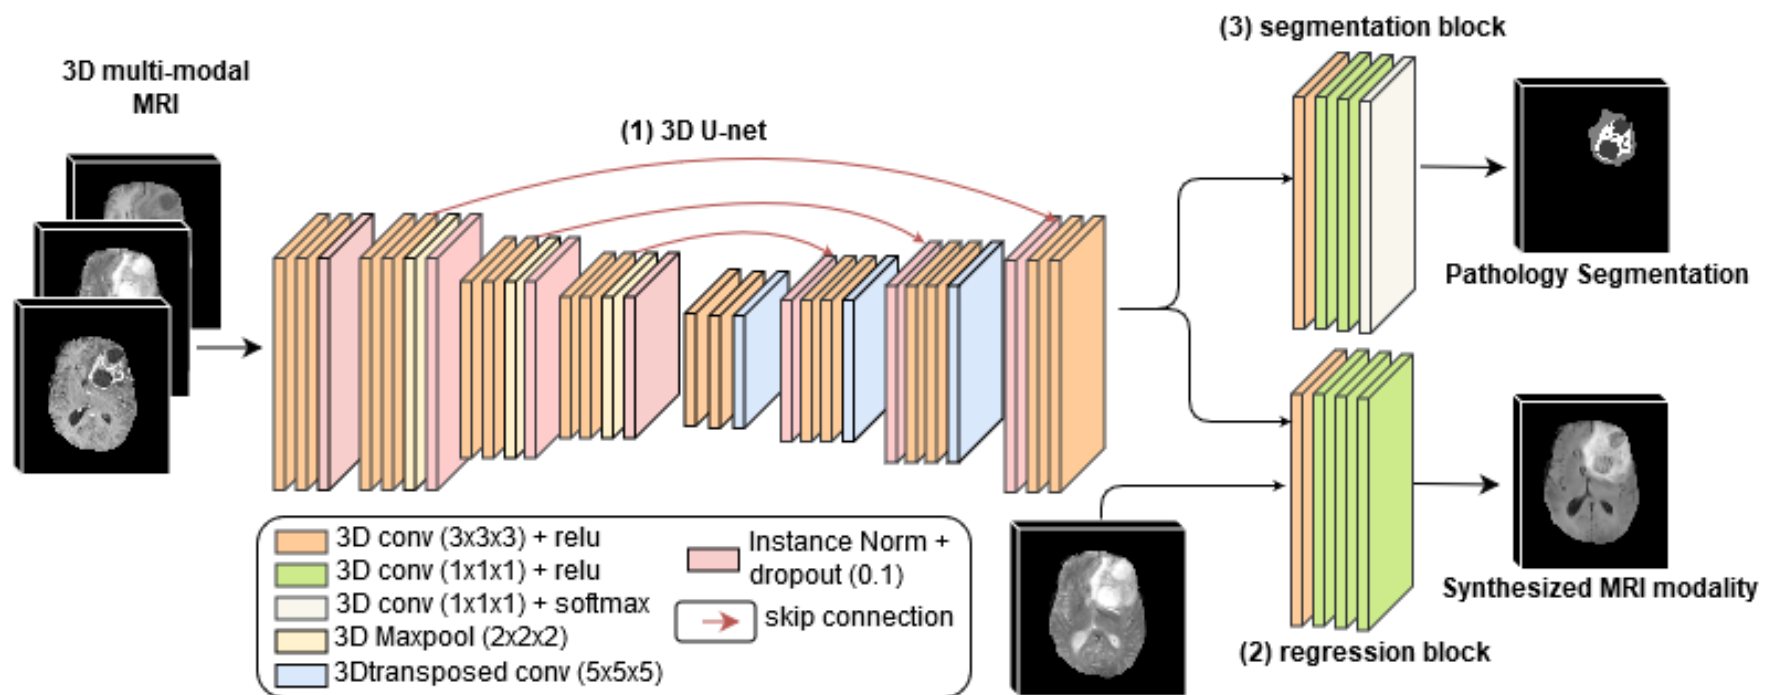 3D multi-modal
MRI
(1) 3D U-net
(3) segmentation block
Pathology Segmentation
Synthesized MRI modality
(2) regression block
3D conv (3x3x3) + relu
3D conv (1x1x1) + relu
3D conv (1x1x1) + softmax
3D Maxpool (2x2x2)
3Dtransposed conv (5x5x5)
Instance Norm +
dropout (0.1)
skip connection